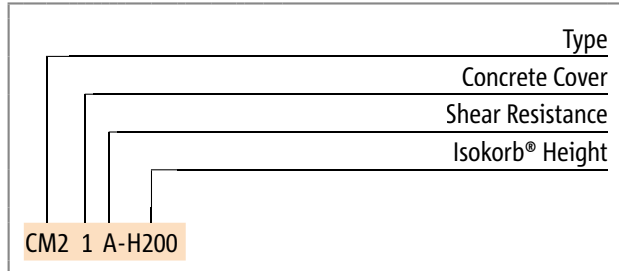 Type
Concrete Cover
Shear Resistance
Isokorb® Height
CM2 1 A-H200